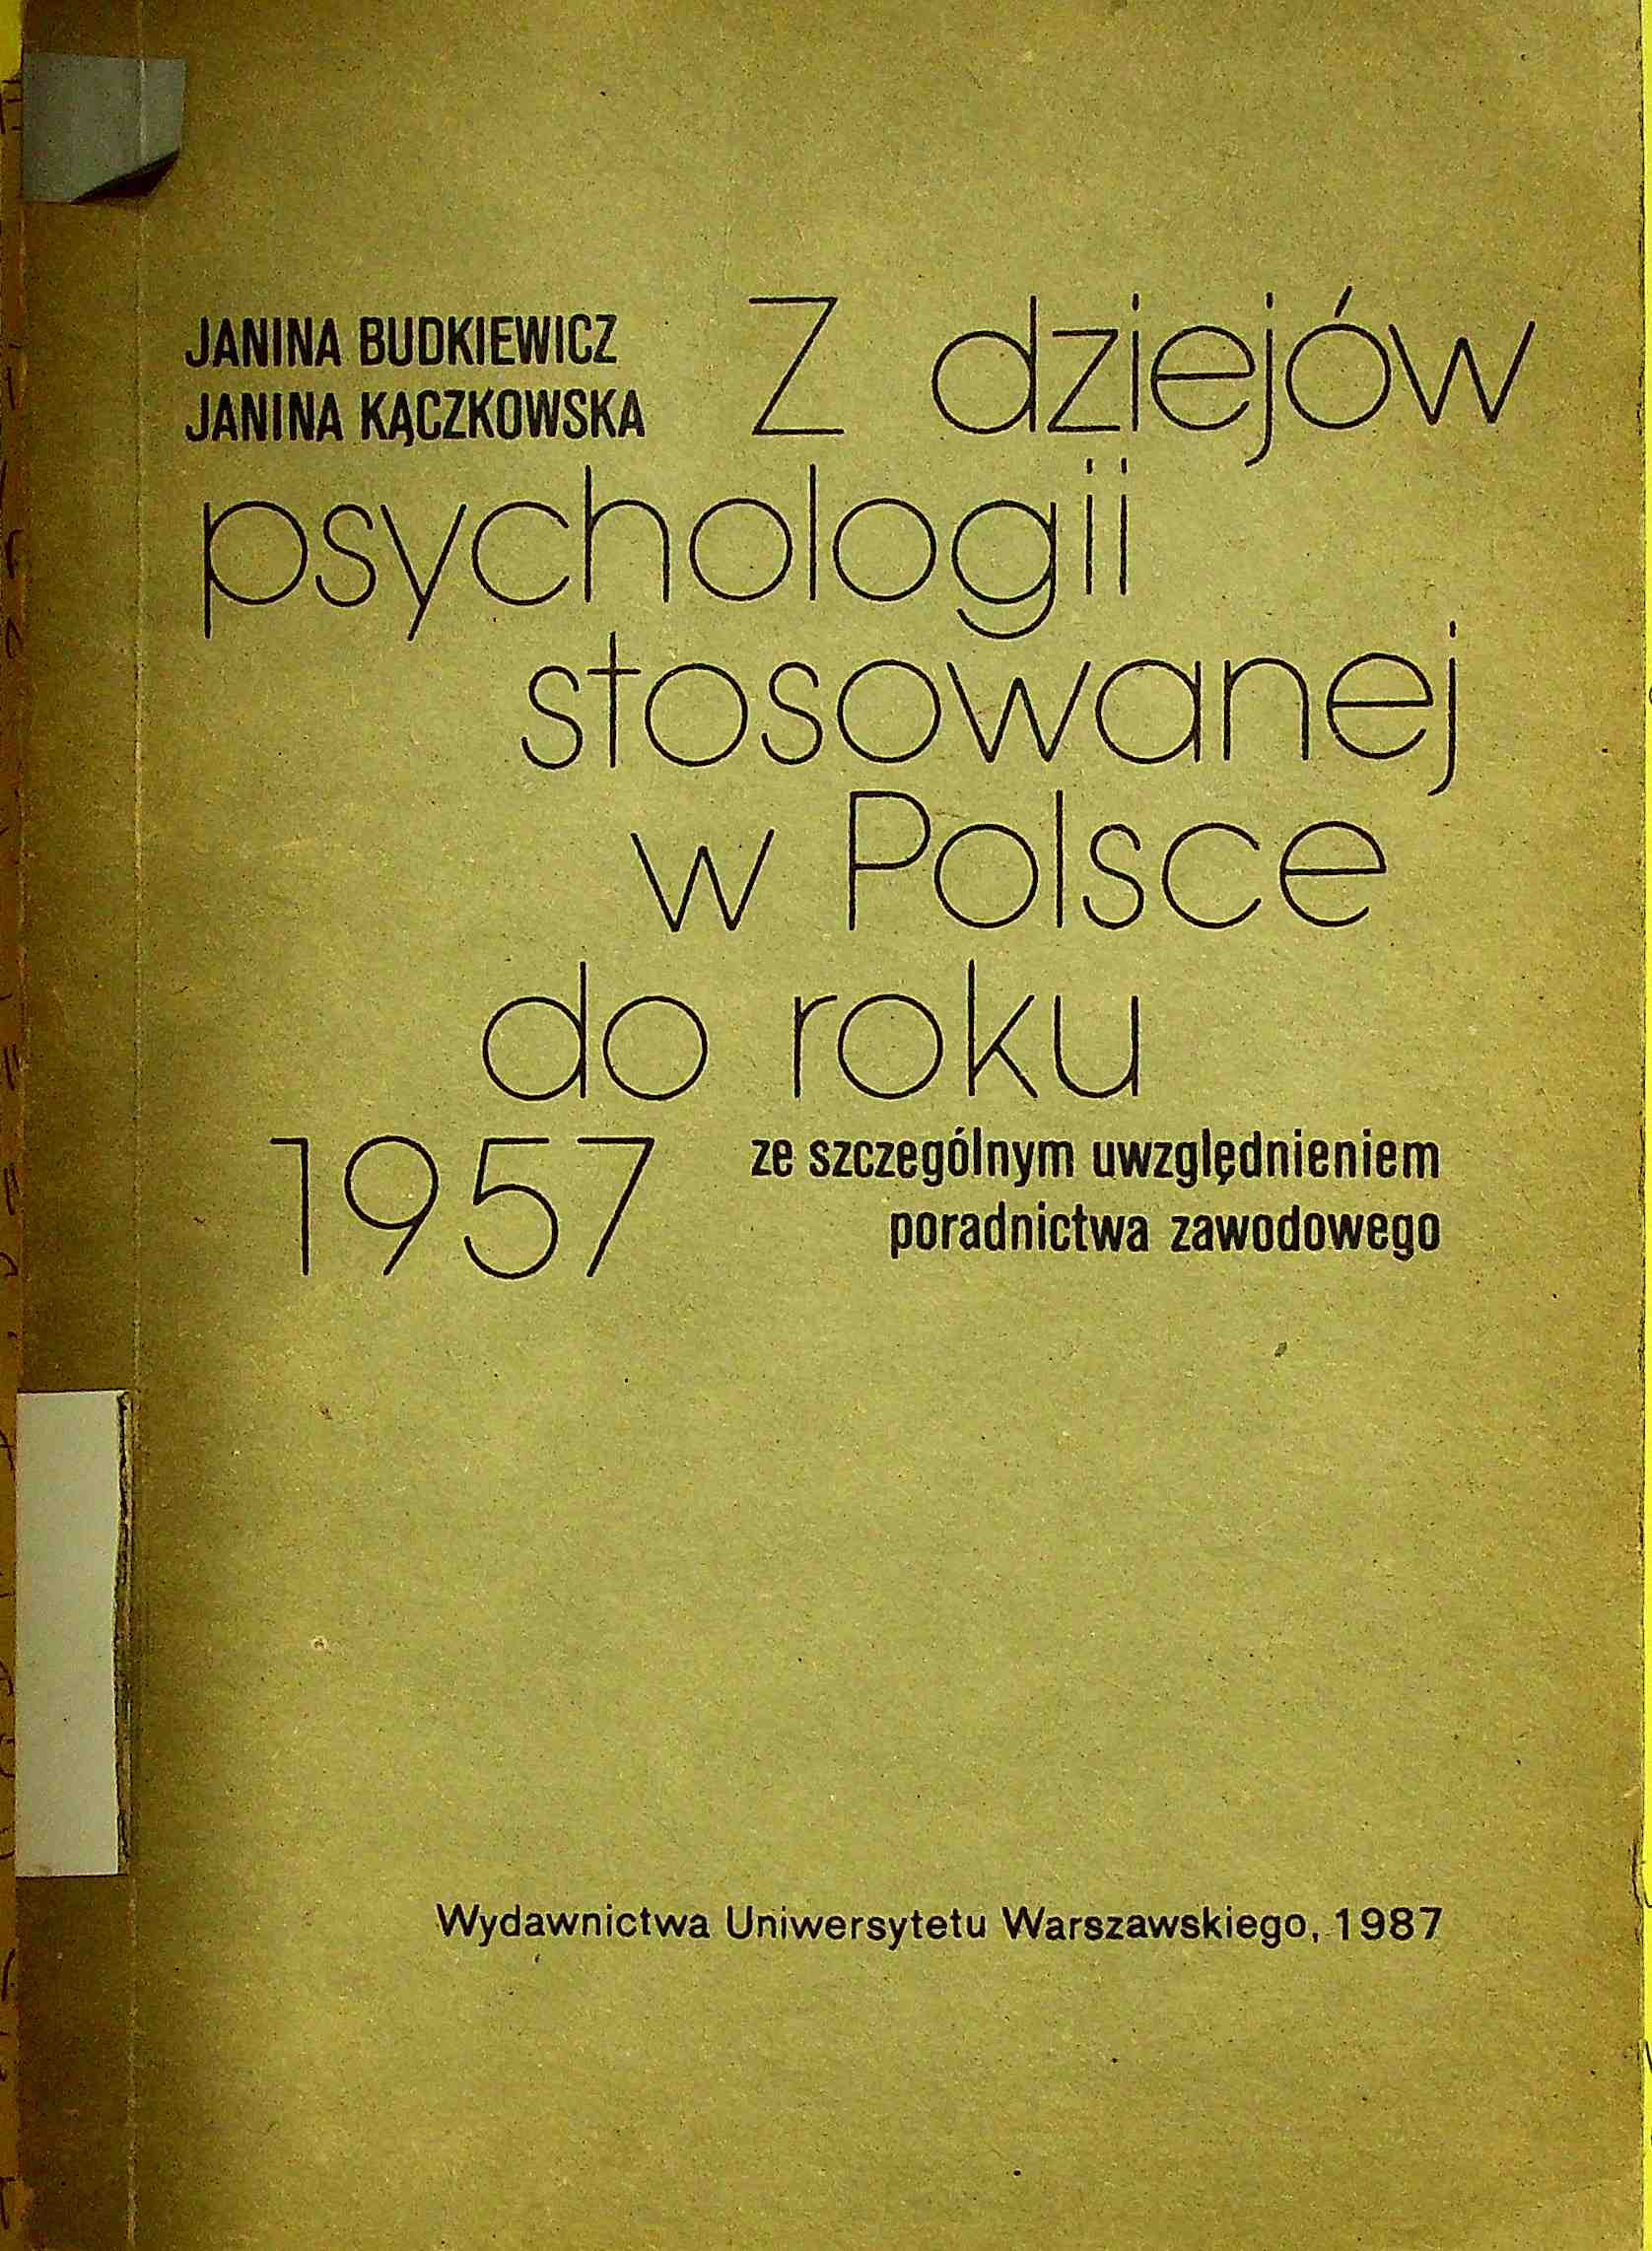 JANINA BUDKIEWICZ
JANINA KĄCZKOWSKA
Z dziejów
psychologii
stosowanej
w Polsce
do roku
1957
ze szczególnym uwzględnieniem
poradnictwa zawodowego
Wydawnictwa Uniwersytetu Warszawskiego, 1987